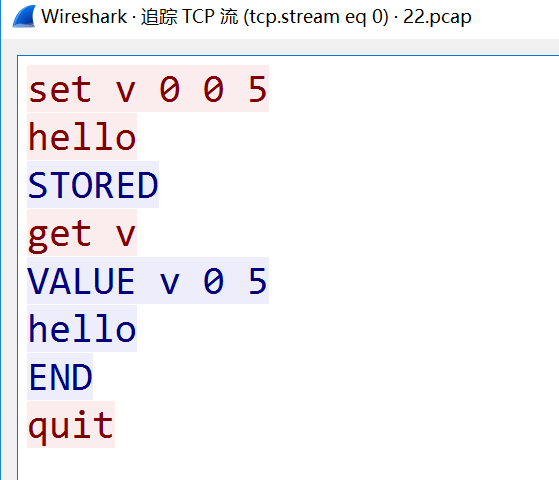 Wireshark · 追踪 TCP 流 (tcp.stream eq 0) · 22.pcap
set v 0 0 5
hello
STORED
get v
VALUE v 0 5
hello
END
quit